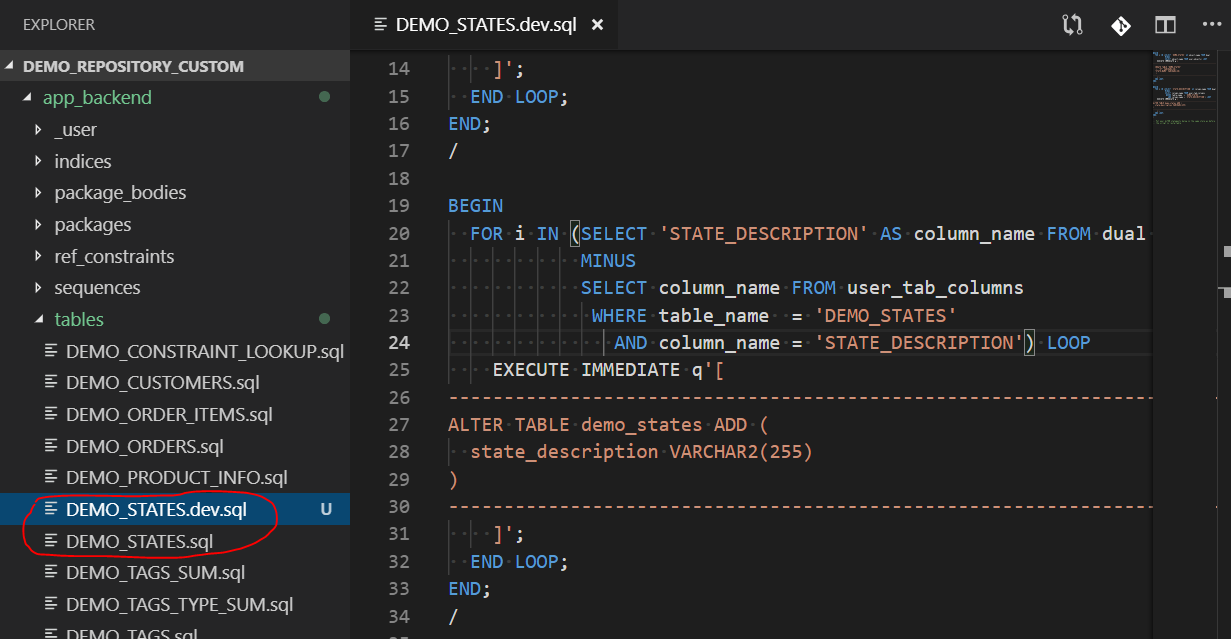 EXPLORER
DEMO_REPOSITORY_CUSTOM
app_backend
_user
indices
package_bodies
packages
ref_constraints
sequences
tables
DEMO_CONSTRAINT_LOOKUP.sql
DEMO_CUSTOMERS.sql
DEMO_ORDER_ITEMS.sql
DEMO_ORDERS.sql
DEMO_PRODUCT_INFO.sql
DEMO_STATES.dev.sql U
DEMO_STATES.sql
DEMO_TAGS_SUM.sql
DEMO_TAGS_TYPE_SUM.sql
DEMO_TAGS.sql
DEMO_STATES.dev.sql ×
14 ]';
15 END LOOP;
16 END;
17 /
18
19 BEGIN
20 FOR i IN (SELECT 'STATE_DESCRIPTION' AS column_name FROM dual
21 MINUS
22 SELECT column_name FROM user_tab_columns
23 WHERE table_name = 'DEMO_STATES'
24 AND column_name = 'STATE_DESCRIPTION') LOOP
25 EXECUTE IMMEDIATE q'[
26 ----------------------------------------------------------------
27 ALTER TABLE demo_states ADD (
28 state_description VARCHAR2(255)
29 )
30 ----------------------------------------------------------------
31 ]';
32 END LOOP;
33 END;
34 /